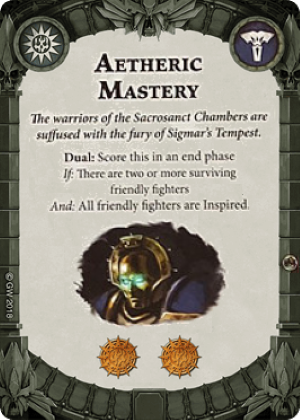 AETHERIC
MASTERY
The warriors of the Sacrosanct Chambers are
suffused with the fury of Sigmar's Tempest.
Dual: Score this in an end phase
If: There are two or more surviving
friendly fighters
And: All friendly fighters are Inspired.
© GW 2018